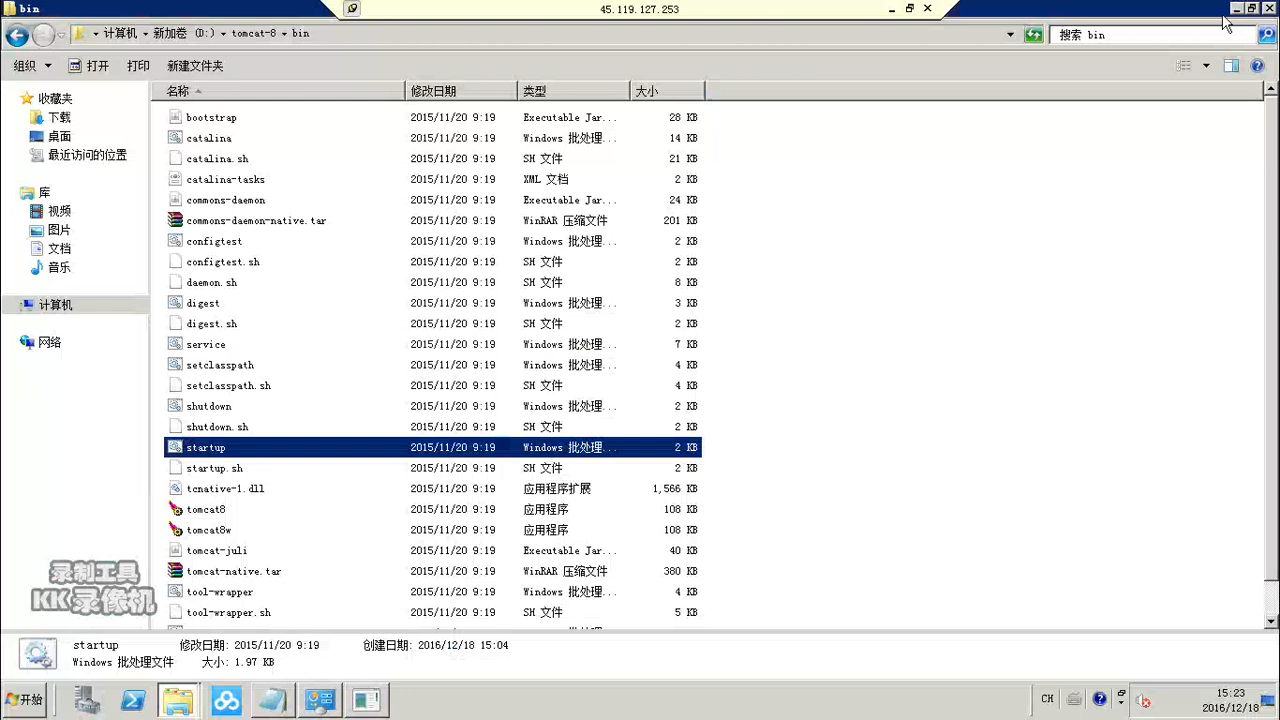 bin
45.119.127.253
计算机 新加卷 (D:) tomcat-8 bin
搜索 bin
组织 打开 打印 新建文件夹
名称 修改日期 类型 大小
收藏夹
下载
桌面
最近访问的位置
库
视频
图片
文档
音乐
计算机
网络
bootstrap 2015/11/20 9:19 Executable Jar... 28 KB
catalina 2015/11/20 9:19 Windows 批处理... 14 KB
catalina.sh 2015/11/20 9:19 SH 文件 21 KB
catalina-tasks 2015/11/20 9:19 XML 文档 2 KB
commons-daemon 2015/11/20 9:19 Executable Jar... 24 KB
commons-daemon-native.tar 2015/11/20 9:19 WinRAR 压缩文件 201 KB
configtest 2015/11/20 9:19 Windows 批处理... 2 KB
configtest.sh 2015/11/20 9:19 SH 文件 2 KB
daemon.sh 2015/11/20 9:19 SH 文件 8 KB
digest 2015/11/20 9:19 Windows 批处理... 3 KB
digest.sh 2015/11/20 9:19 SH 文件 2 KB
service 2015/11/20 9:19 Windows 批处理... 7 KB
setclasspath 2015/11/20 9:19 Windows 批处理... 4 KB
setclasspath.sh 2015/11/20 9:19 SH 文件 4 KB
shutdown 2015/11/20 9:19 Windows 批处理... 2 KB
shutdown.sh 2015/11/20 9:19 SH 文件 2 KB
startup 2015/11/20 9:19 Windows 批处理... 2 KB
startup.sh 2015/11/20 9:19 SH 文件 2 KB
tcnative-1.dll 2015/11/20 9:19 应用程序扩展 1,566 KB
tomcat8 2015/11/20 9:19 应用程序 108 KB
tomcat8w 2015/11/20 9:19 应用程序 108 KB
tomcat-juli 2015/11/20 9:19 Executable Jar... 40 KB
tomcat-native.tar 2015/11/20 9:19 WinRAR 压缩文件 380 KB
tool-wrapper 2015/11/20 9:19 Windows 批处理... 4 KB
tool-wrapper.sh 2015/11/20 9:19 SH 文件 5 KB
录制工具
KK录像机
startup 修改日期: 2015/11/20 9:19 创建日期: 2016/12/18 15:04
Windows 批处理文件 大小: 1.97 KB
开始
CH
15:23
2016/12/18